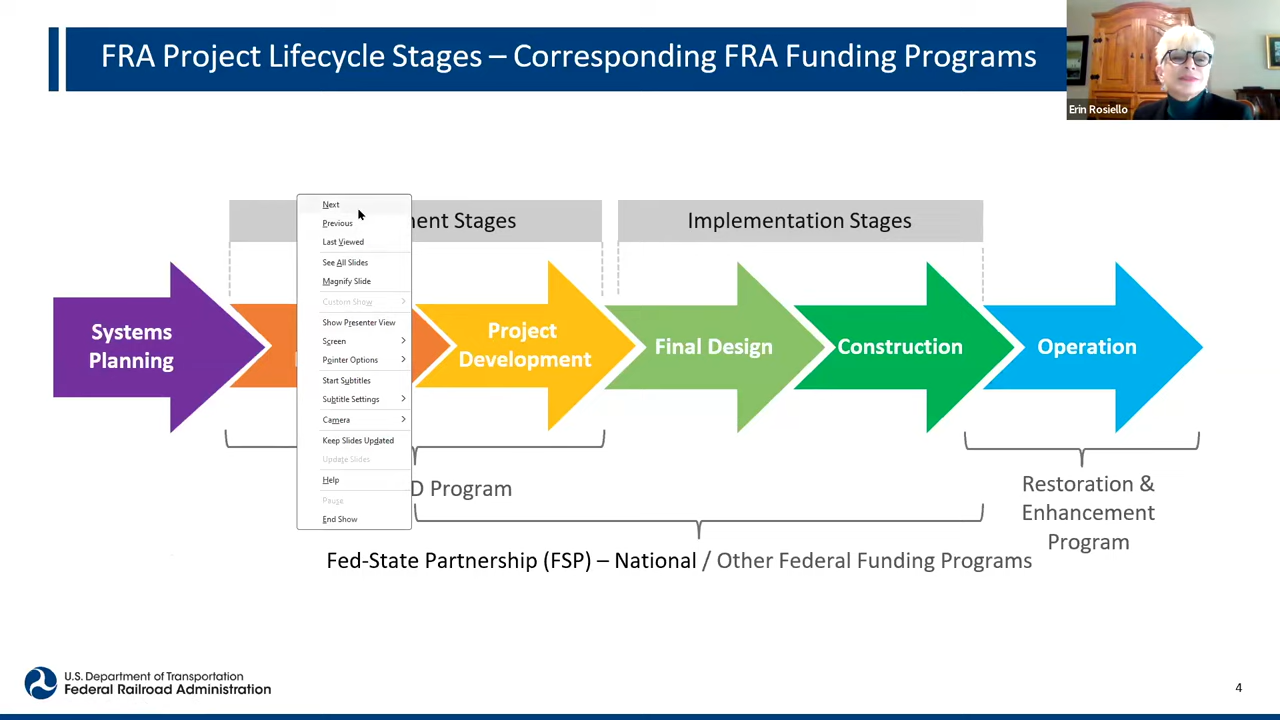 FRA Project Lifecycle Stages – Corresponding FRA Funding Programs
Erin Rosiello
Next
Previous
Last Viewed
See All Slides
Magnify Slide
Custom Show
Show Presenter View
Screen
Pointer Options
Start Subtitles
Subtitle Settings
Camera
Keep Slides Updated
Update Slides
Help
Pause
End Show
Stages
Implementation Stages
Systems
Planning
Project
Development
Final Design
Construction
Operation
D Program
Restoration &
Enhancement
Program
Fed-State Partnership (FSP) – National / Other Federal Funding Programs
U.S. Department of Transportation
Federal Railroad Administration
4